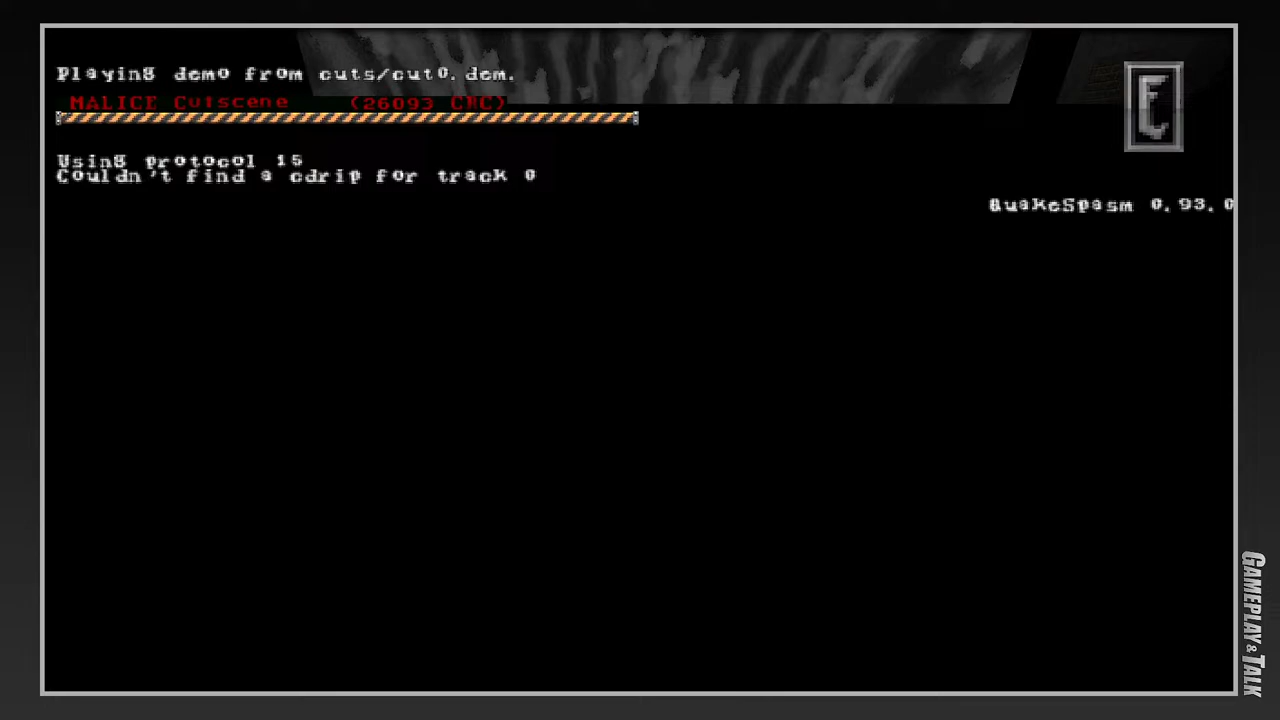 Playing demo from cuts/cut0.dem.
MALICE Cutscene (26093 CRC)
Using protocol 15
Couldn't find a cdrip for track 0
QuakeSpasm 0.93.0
E
GAMEPLAY & TALK